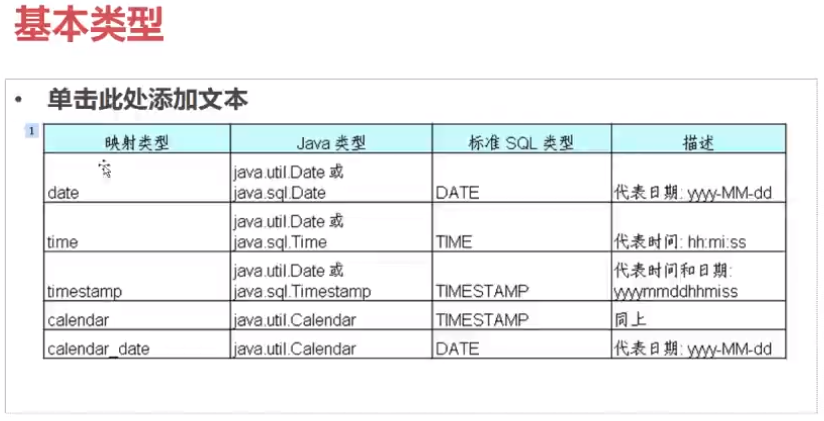 基本类型
• 单击此处添加文本
1
映射类型 Java 类型 标准 SQL 类型 描述
date java.util.Date 或 java.sql.Date DATE 代表日期: yyyy-MM-dd
time java.util.Date 或 java.sql.Time TIME 代表时间: hh:mi:ss
timestamp java.util.Date 或 java.sql.Timestamp TIMESTAMP 代表时间和日期: yyyymmddhhmiss
calendar java.util.Calendar TIMESTAMP 同上
calendar_date java.util.Calendar DATE 代表日期: yyyy-MM-dd